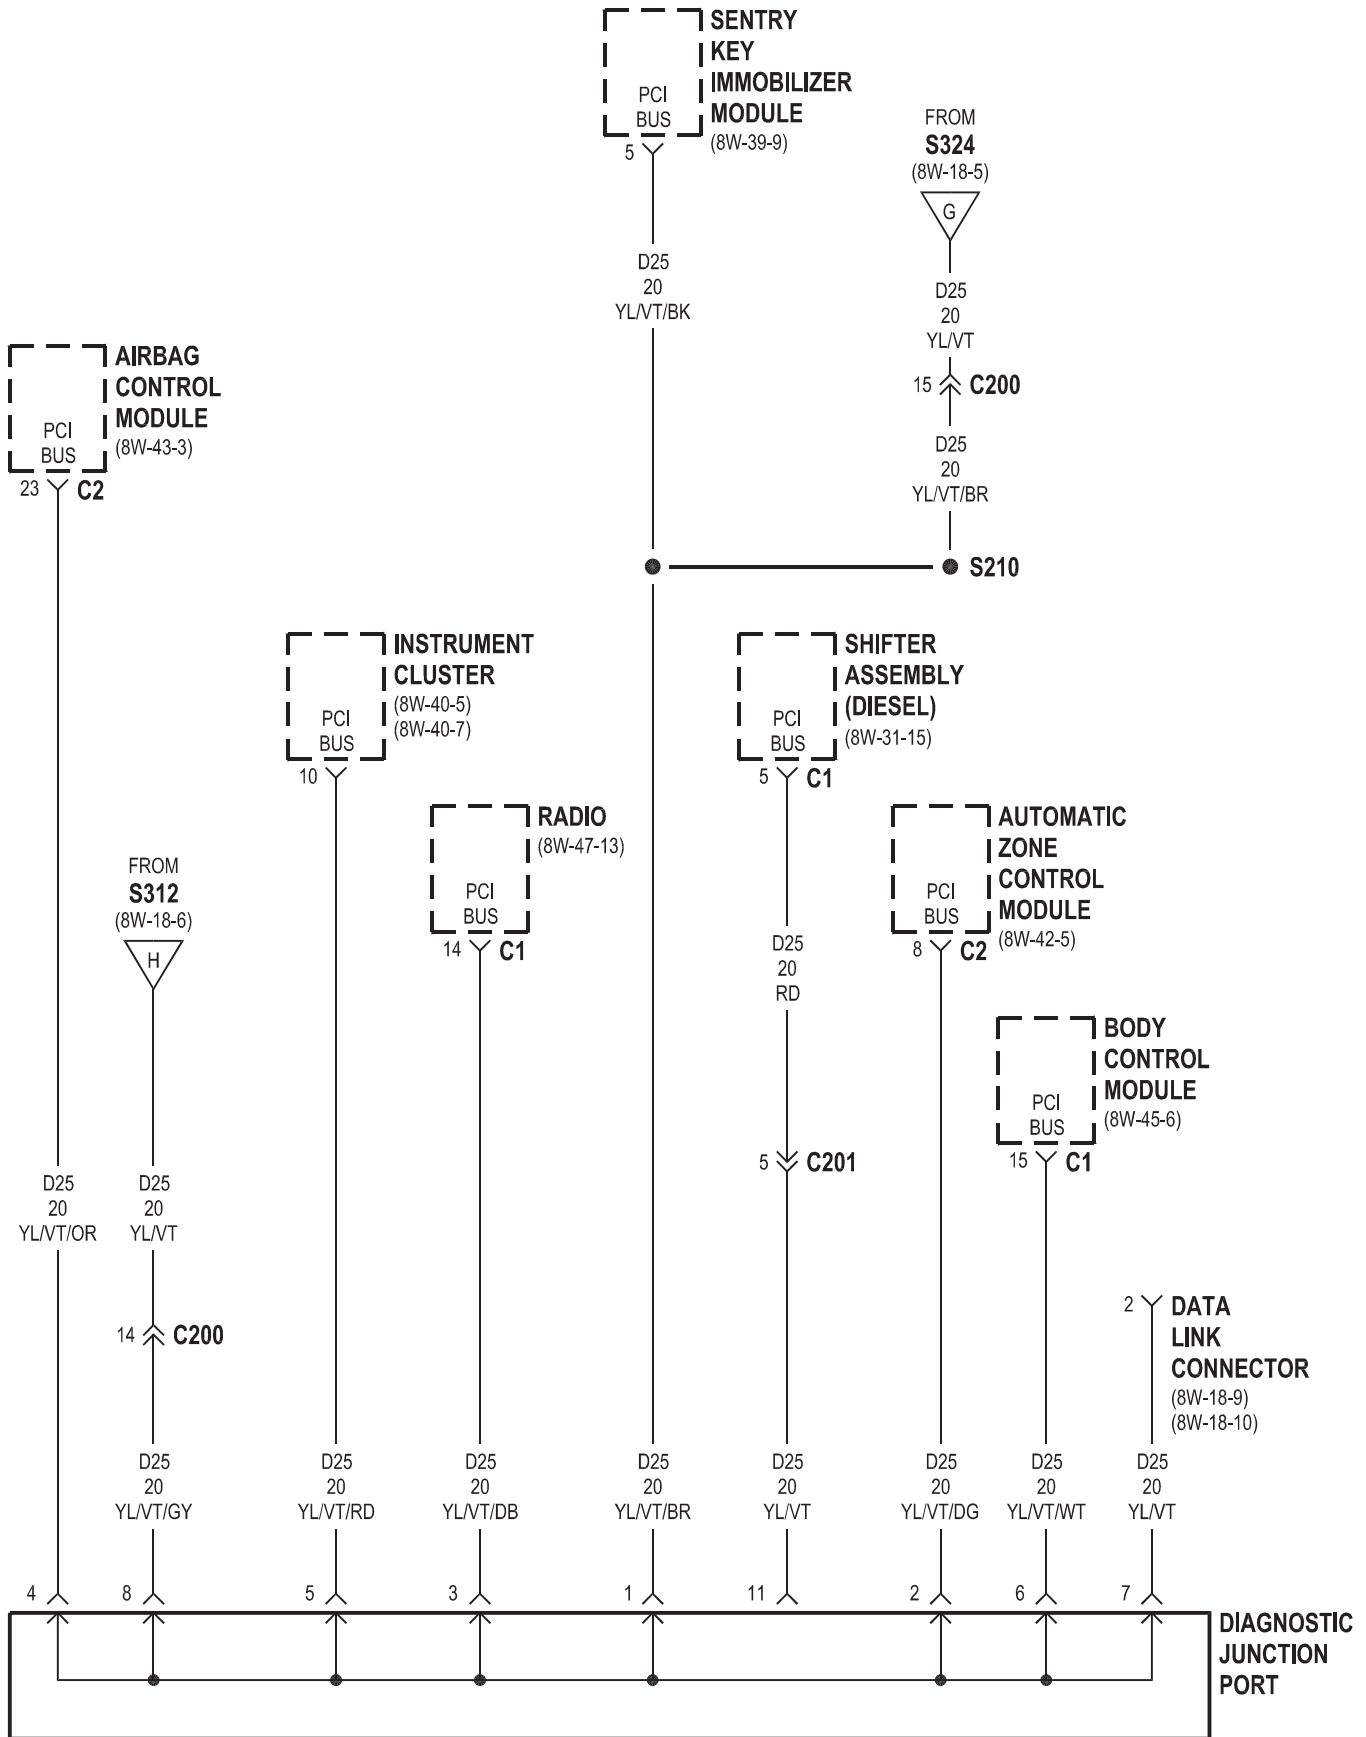 SENTRY
KEY
IMMOBILIZER
MODULE
(8W-39-9)
PCI
BUS
5
FROM
S324
(8W-18-5)
G
D25
20
YL/VT/BK
D25
20
YL/VT
15
C200
D25
20
YL/VT/BR
S210
AIRBAG
CONTROL
MODULE
(8W-43-3)
PCI
BUS
23
C2
INSTRUMENT
CLUSTER
(8W-40-5)
(8W-40-7)
PCI
BUS
10
SHIFTER
ASSEMBLY
(DIESEL)
(8W-31-15)
PCI
BUS
5
C1
RADIO
(8W-47-13)
PCI
BUS
14
C1
AUTOMATIC
ZONE
CONTROL
MODULE
(8W-42-5)
PCI
BUS
8
C2
FROM
S312
(8W-18-6)
H
D25
20
RD
BODY
CONTROL
MODULE
(8W-45-6)
PCI
BUS
15
C1
5
C201
D25
20
YL/VT/OR
D25
20
YL/VT
14
C200
2
DATA
LINK
CONNECTOR
(8W-18-9)
(8W-18-10)
D25
20
YL/VT/GY
D25
20
YL/VT/RD
D25
20
YL/VT/DB
D25
20
YL/VT/BR
D25
20
YL/VT
D25
20
YL/VT/DG
D25
20
YL/VT/WT
D25
20
YL/VT
4
8
5
3
1
11
2
6
7
DIAGNOSTIC
JUNCTION
PORT